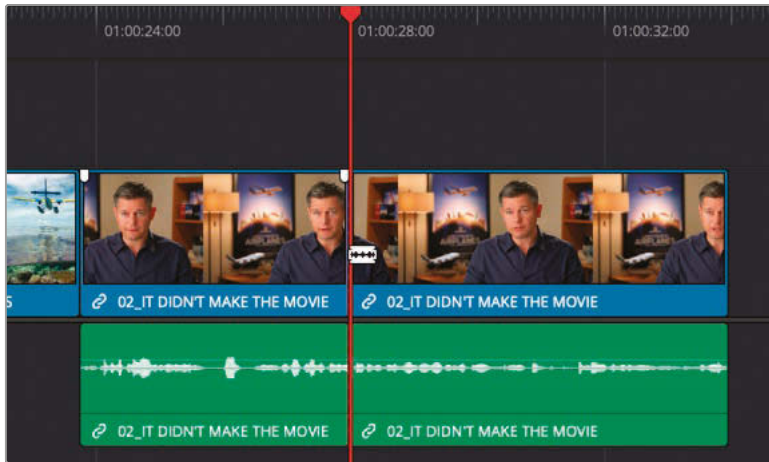 01:00:24:00 01:00:28:00 01:00:32:00
AIRPLANE
S 02_IT DIDN'T MAKE THE MOVIE 02_IT DIDN'T MAKE THE MOVIE
02_IT DIDN'T MAKE THE MOVIE 02_IT DIDN'T MAKE THE MOVIE